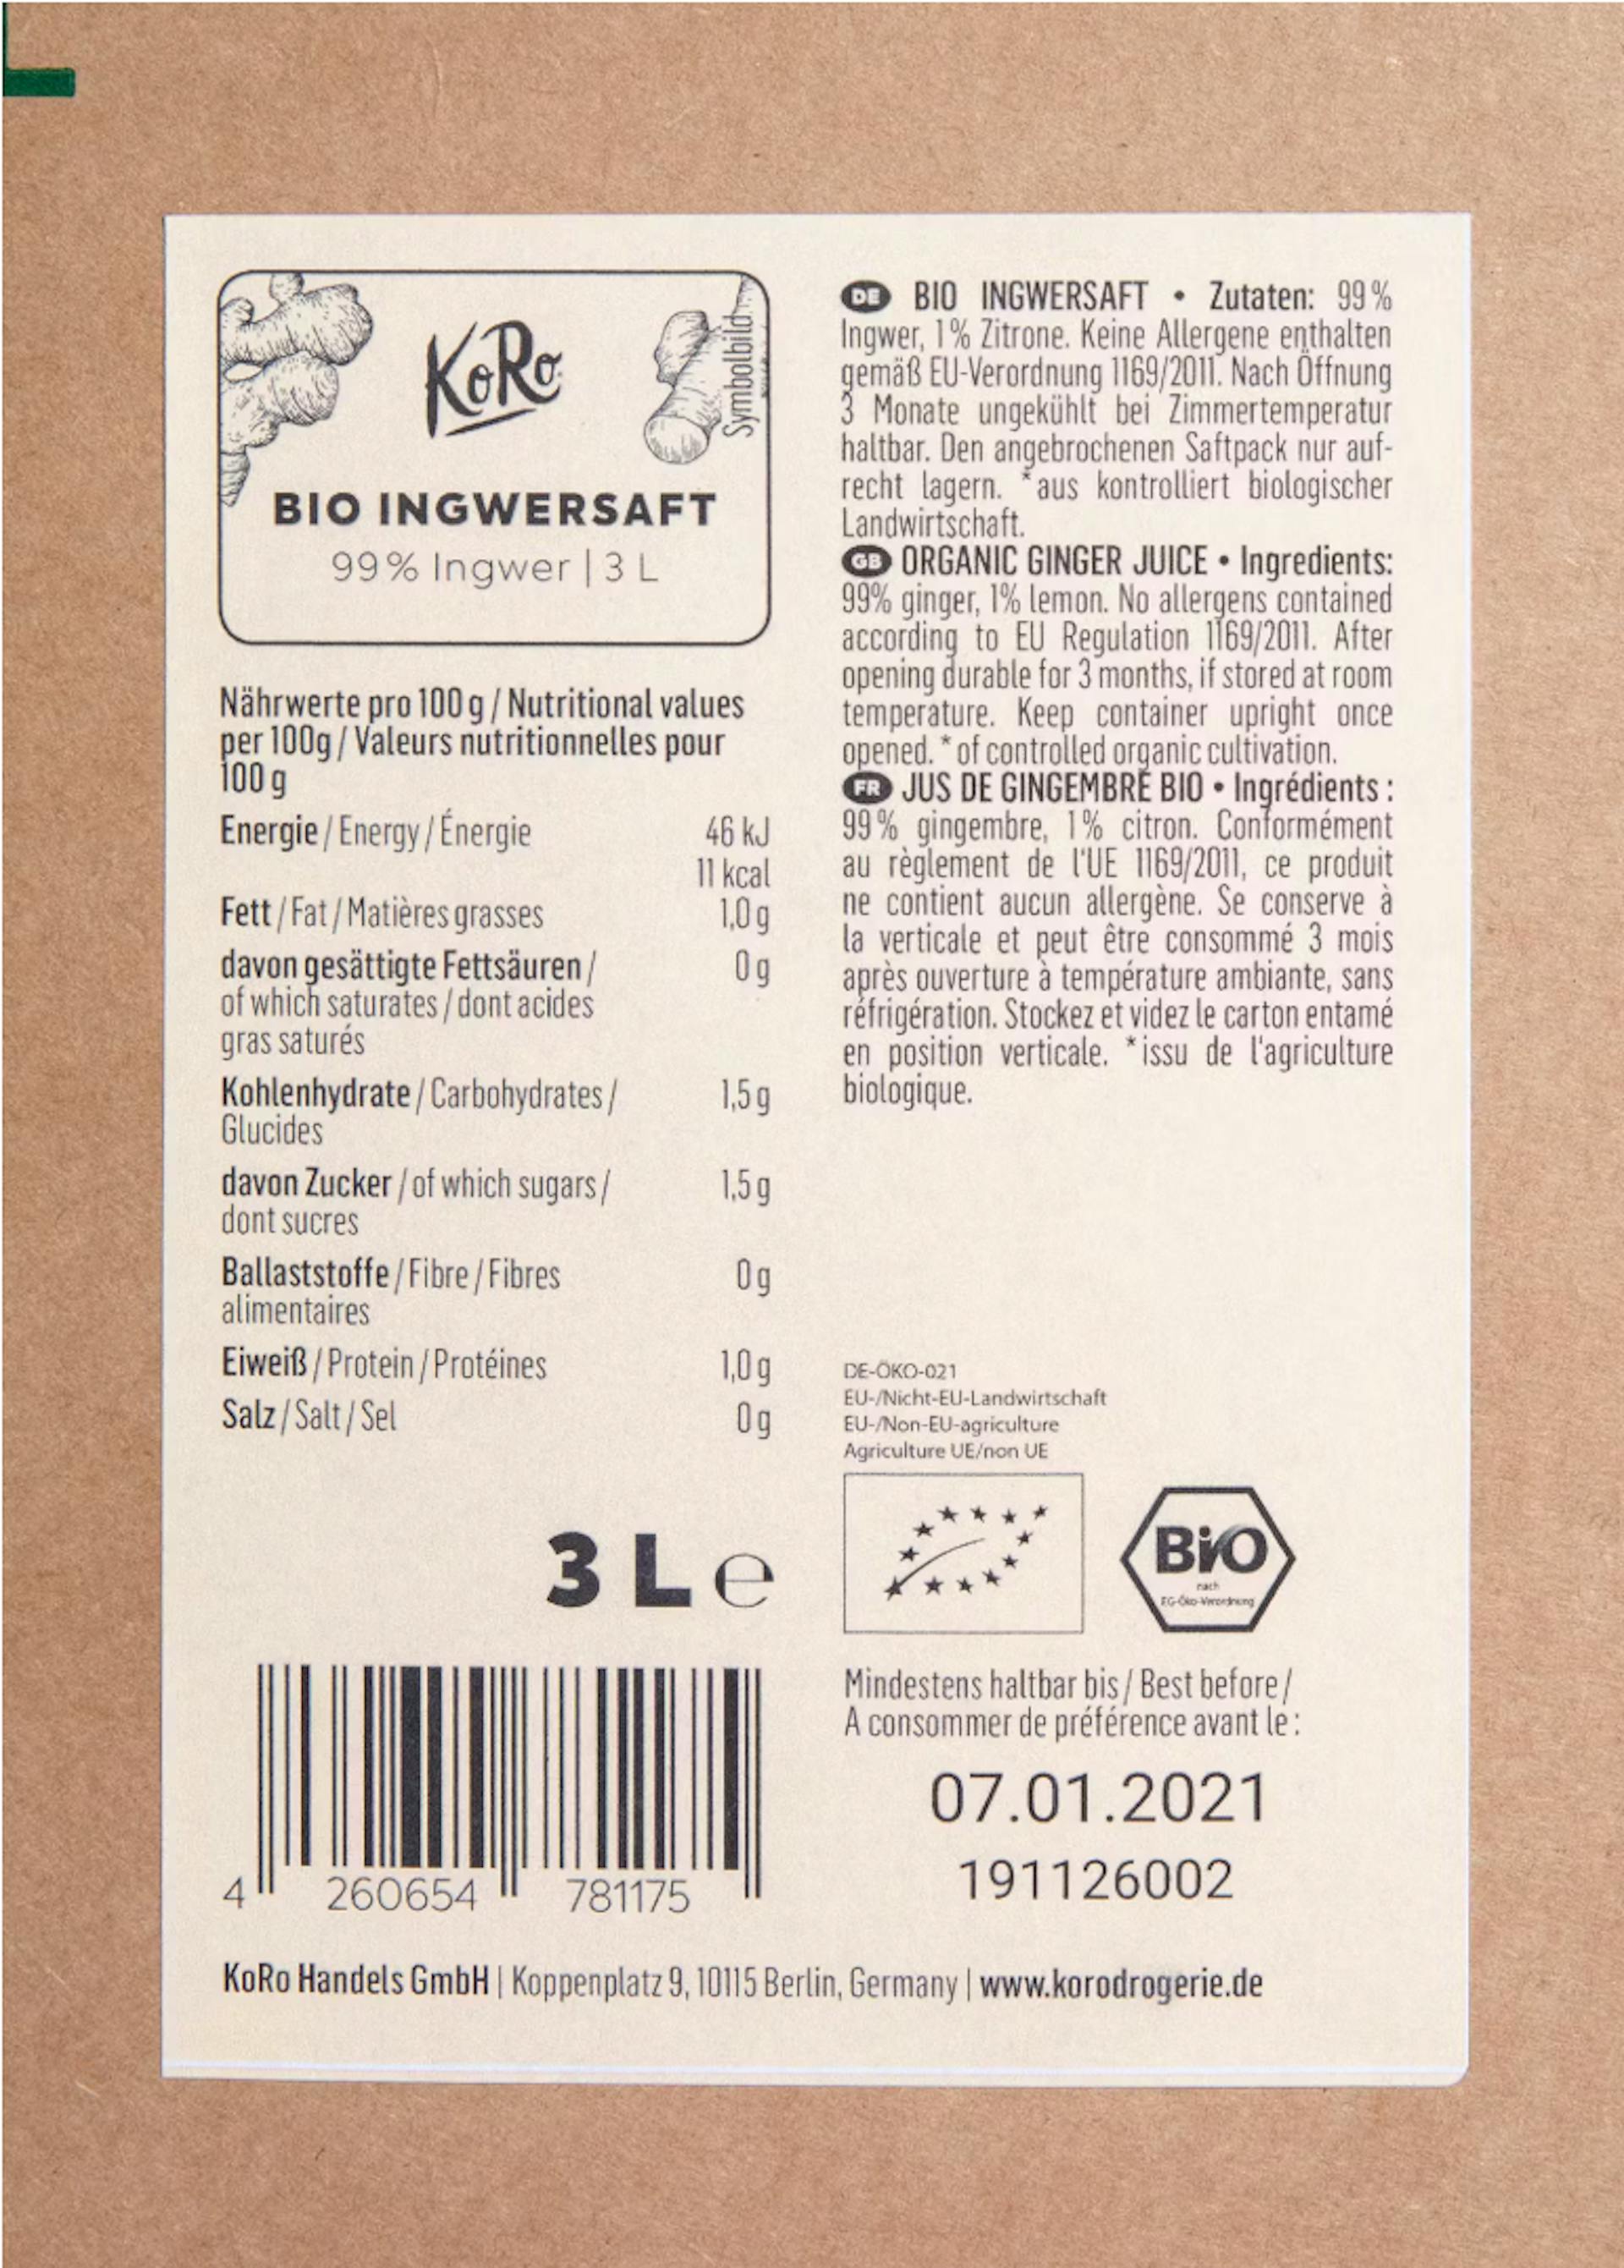 L
KoRo
Symbolbild
BIO INGWERSAFT
99% Ingwer | 3 L
Nährwerte pro 100 g / Nutritional values
per 100g / Valeurs nutritionnelles pour
100 g
Energie / Energy / Énergie 46 kJ
11 kcal
Fett / Fat / Matières grasses 1,0 g
davon gesättigte Fettsäuren / 0 g
of which saturates / dont acides
gras saturés
Kohlenhydrate / Carbohydrates / 1,5 g
Glucides
davon Zucker / of which sugars / 1,5 g
dont sucres
Ballaststoffe / Fibre / Fibres 0 g
alimentaires
Eiweiß / Protein / Protéines 1,0 g
Salz / Salt / Sel 0 g
3 L e
4 260654 781175
DE BIO INGWERSAFT • Zutaten: 99 %
Ingwer, 1 % Zitrone. Keine Allergene enthalten
gemäß EU-Verordnung 1169/2011. Nach Öffnung
3 Monate ungekühlt bei Zimmertemperatur
haltbar. Den angebrochenen Saftpack nur auf-
recht lagern. *aus kontrolliert biologischer
Landwirtschaft.
GB ORGANIC GINGER JUICE • Ingredients:
99% ginger, 1% lemon. No allergens contained
according to EU Regulation 1169/2011. After
opening durable for 3 months, if stored at room
temperature. Keep container upright once
opened. * of controlled organic cultivation.
FR JUS DE GINGEMBRE BIO • Ingrédients :
99 % gingembre, 1 % citron. Conformément
au règlement de l'UE 1169/2011, ce produit
ne contient aucun allergène. Se conserve à
la verticale et peut être consommé 3 mois
après ouverture à température ambiante, sans
réfrigération. Stockez et videz le carton entamé
en position verticale. *issu de l'agriculture
biologique.
DE-ÖKO-021
EU-/Nicht-EU-Landwirtschaft
EU-/Non-EU-agriculture
Agriculture UE/non UE
BiO
nach
EG-Öko-Verordnung
Mindestens haltbar bis / Best before /
A consommer de préférence avant le :
07.01.2021
191126002
KoRo Handels GmbH | Koppenplatz 9, 10115 Berlin, Germany | www.korodrogerie.de